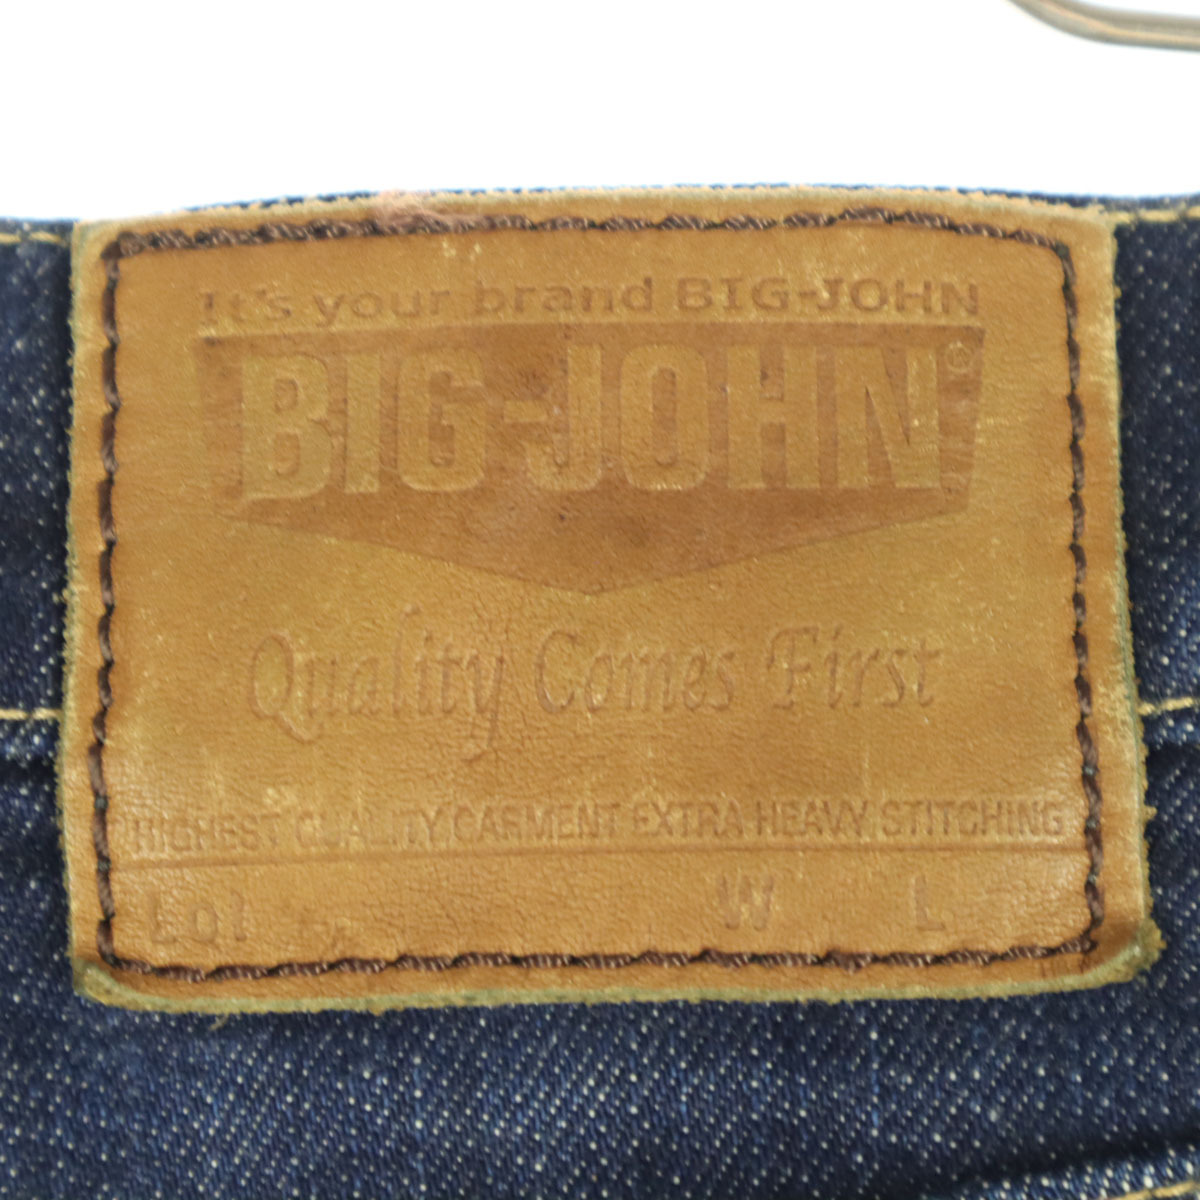 It's your brand BIG-JOHN
BIG-JOHN®
Quality Comes First
HIGHEST QUALITY GARMENT EXTRA HEAVY STITCHING
Lot W L